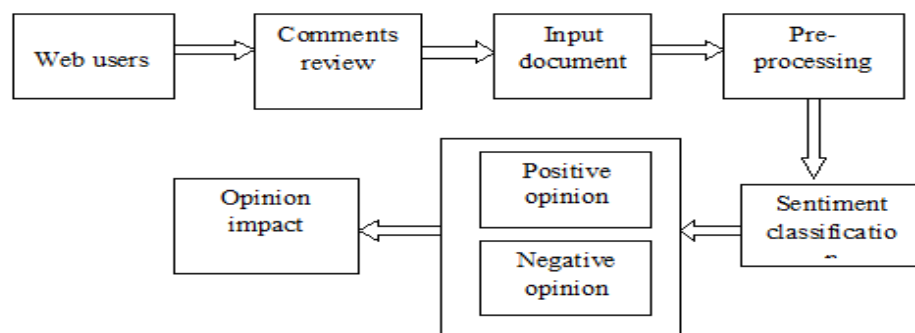 Web users
Comments
review
Input
document
Pre-
processing
Sentiment
classificatio
n
Positive
opinion
Negative
opinion
Opinion
impact